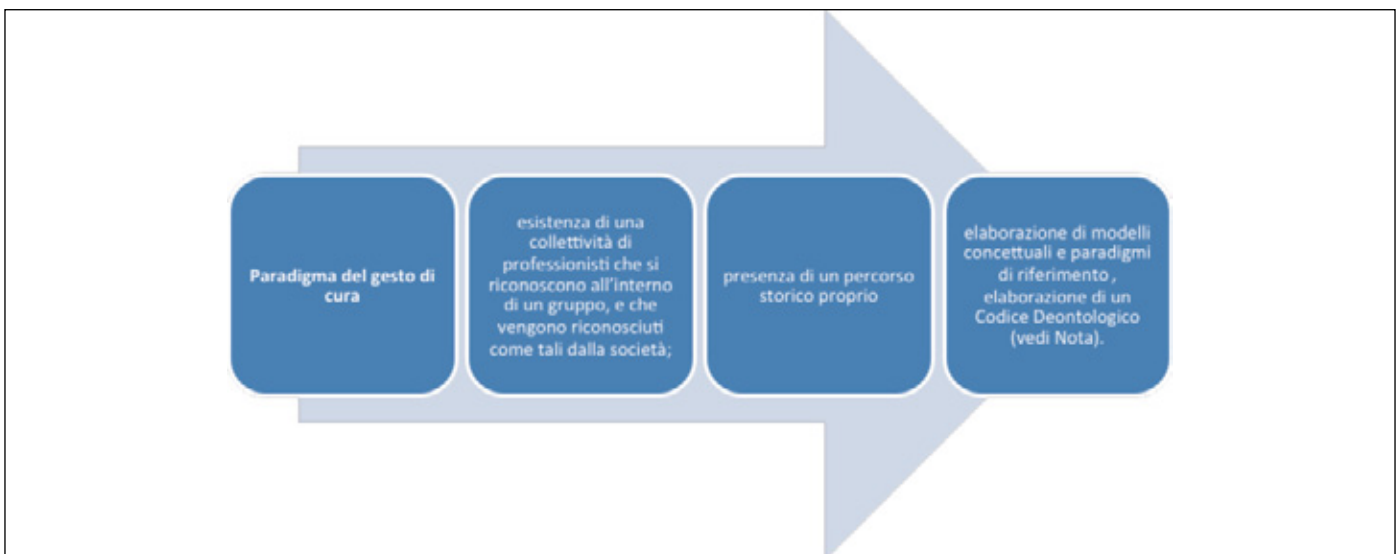 Paradigma del gesto di
cura
esistenza di una
collettività di
professionisti che si
riconoscono all'interno
di un gruppo, e che
vengono riconosciuti
come tali dalla società;
presenza di un percorso
storico proprio
elaborazione di modelli
concettuali e paradigmi
di riferimento ,
elaborazione di un
Codice Deontologico
(vedi Nota).